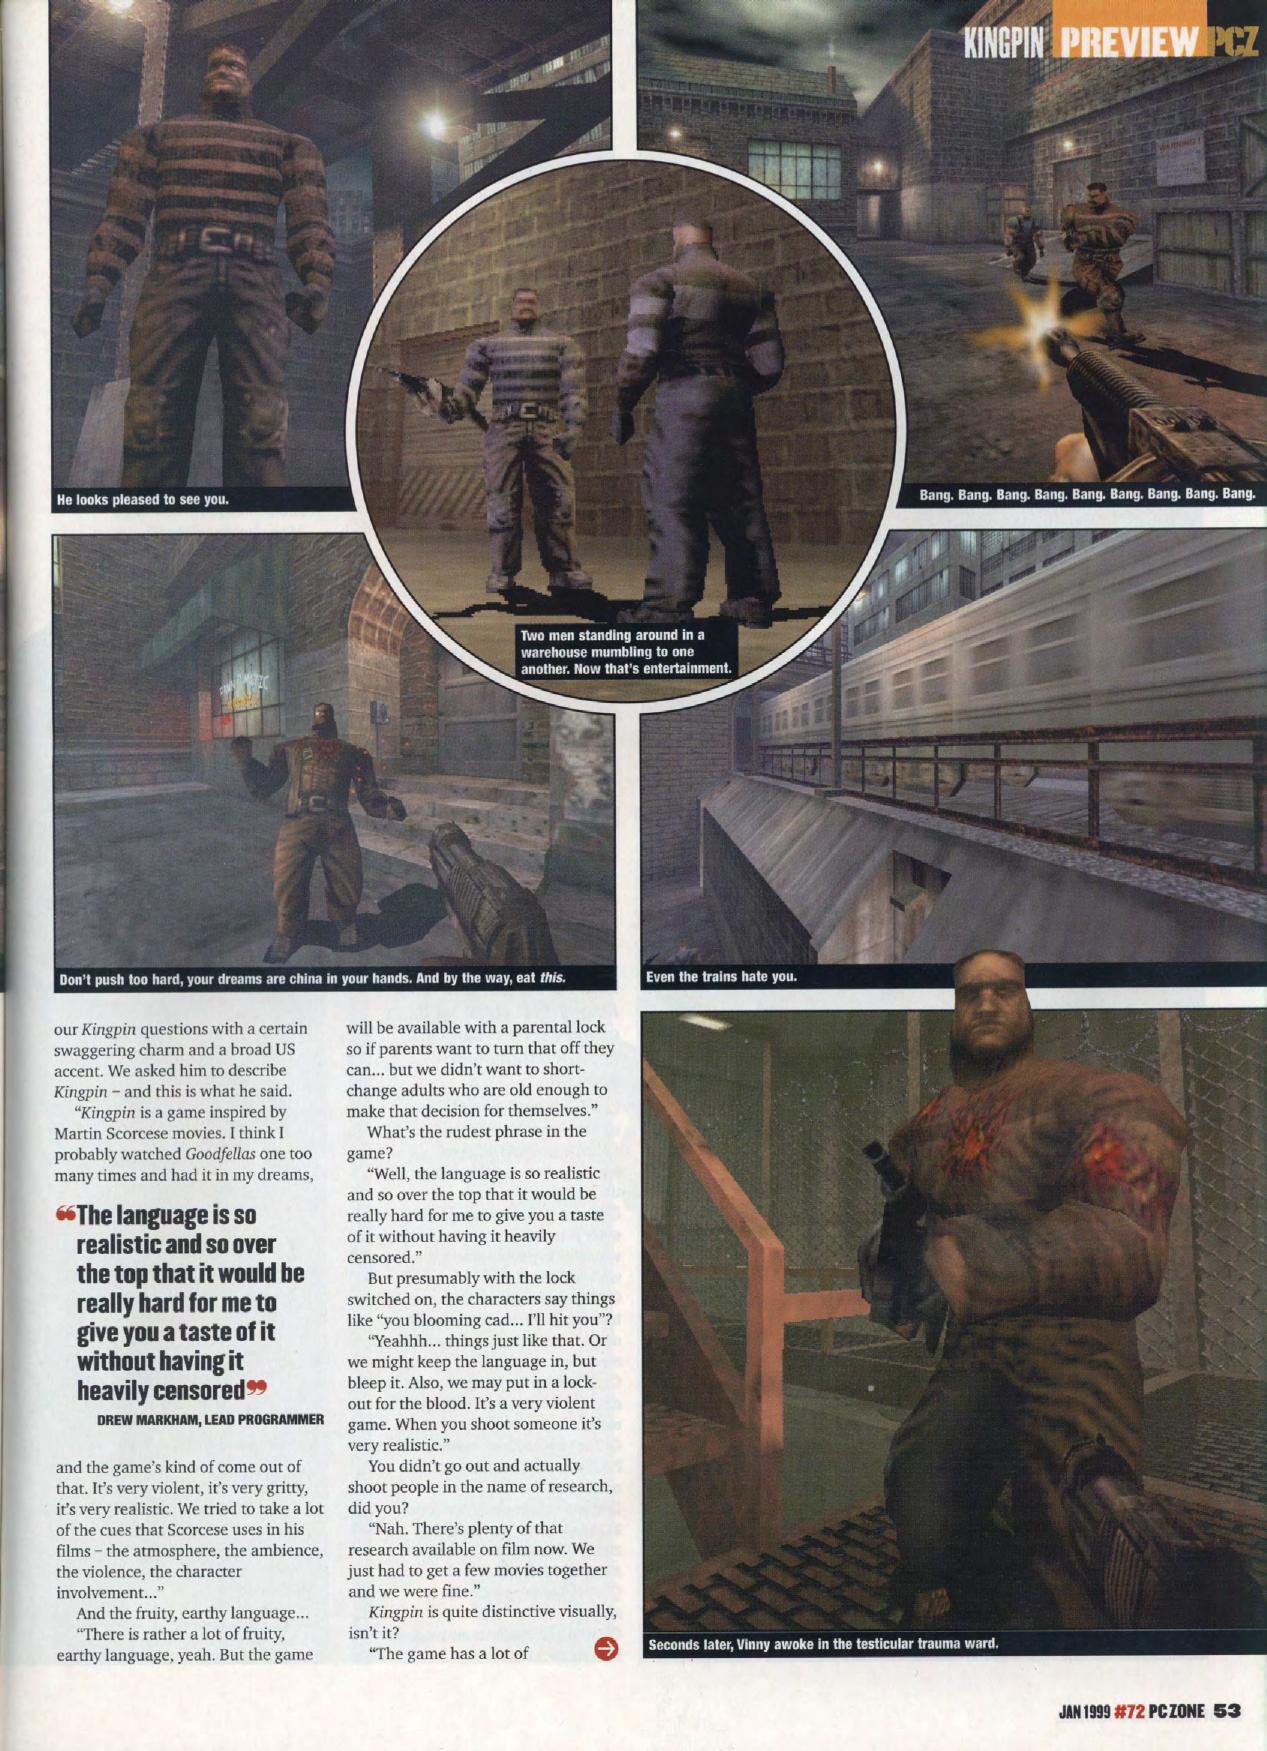 KINGPIN PREVIEW PCZ
WARNING!
He looks pleased to see you.
Bang. Bang. Bang. Bang. Bang. Bang. Bang. Bang. Bang.
Two men standing around in a
warehouse mumbling to one
another. Now that's entertainment.
Don't push too hard, your dreams are china in your hands. And by the way, eat this.
Even the trains hate you.
our Kingpin questions with a certain
swaggering charm and a broad US
accent. We asked him to describe
Kingpin – and this is what he said.
"Kingpin is a game inspired by
Martin Scorcese movies. I think I
probably watched Goodfellas one too
many times and had it in my dreams,
“The language is so
realistic and so over
the top that it would be
really hard for me to
give you a taste of it
without having it
heavily censored”
DREW MARKHAM, LEAD PROGRAMMER
and the game's kind of come out of
that. It's very violent, it's very gritty,
it's very realistic. We tried to take a lot
of the cues that Scorcese uses in his
films – the atmosphere, the ambience,
the violence, the character
involvement..."
And the fruity, earthy language...
"There is rather a lot of fruity,
earthy language, yeah. But the game
will be available with a parental lock
so if parents want to turn that off they
can... but we didn't want to short-
change adults who are old enough to
make that decision for themselves."
What's the rudest phrase in the
game?
"Well, the language is so realistic
and so over the top that it would be
really hard for me to give you a taste
of it without having it heavily
censored."
But presumably with the lock
switched on, the characters say things
like "you blooming cad... I'll hit you"?
"Yeahhh... things just like that. Or
we might keep the language in, but
bleep it. Also, we may put in a lock-
out for the blood. It's a very violent
game. When you shoot someone it's
very realistic."
You didn't go out and actually
shoot people in the name of research,
did you?
"Nah. There's plenty of that
research available on film now. We
just had to get a few movies together
and we were fine."
Kingpin is quite distinctive visually,
isn't it?
"The game has a lot of
Seconds later, Vinny awoke in the testicular trauma ward.
JAN 1999 #72 PC ZONE 53